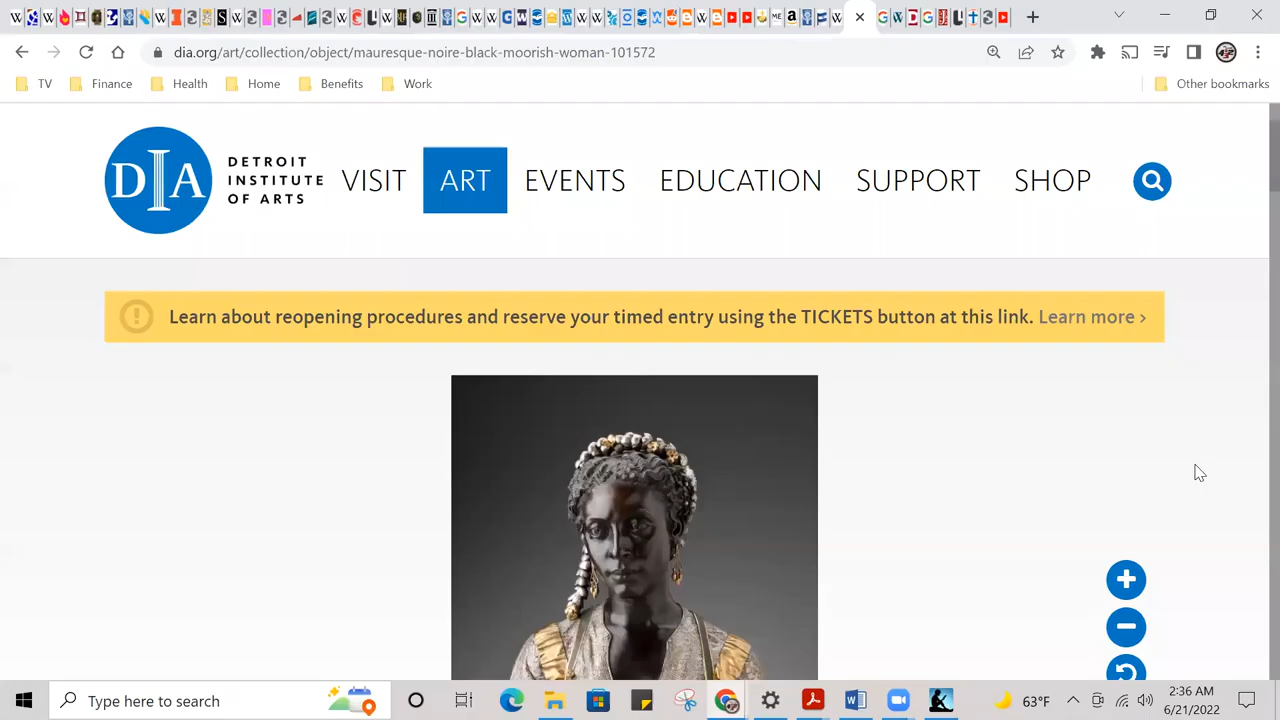 dia.org/art/collection/object/mauresque-noire-black-moorish-woman-101572
TV Finance Health Home Benefits Work Other bookmarks
DIA DETROIT INSTITUTE OF ARTS
VISIT ART EVENTS EDUCATION SUPPORT SHOP
Learn about reopening procedures and reserve your timed entry using the TICKETS button at this link. Learn more >
Type here to search
63°F
2:36 AM
6/21/2022